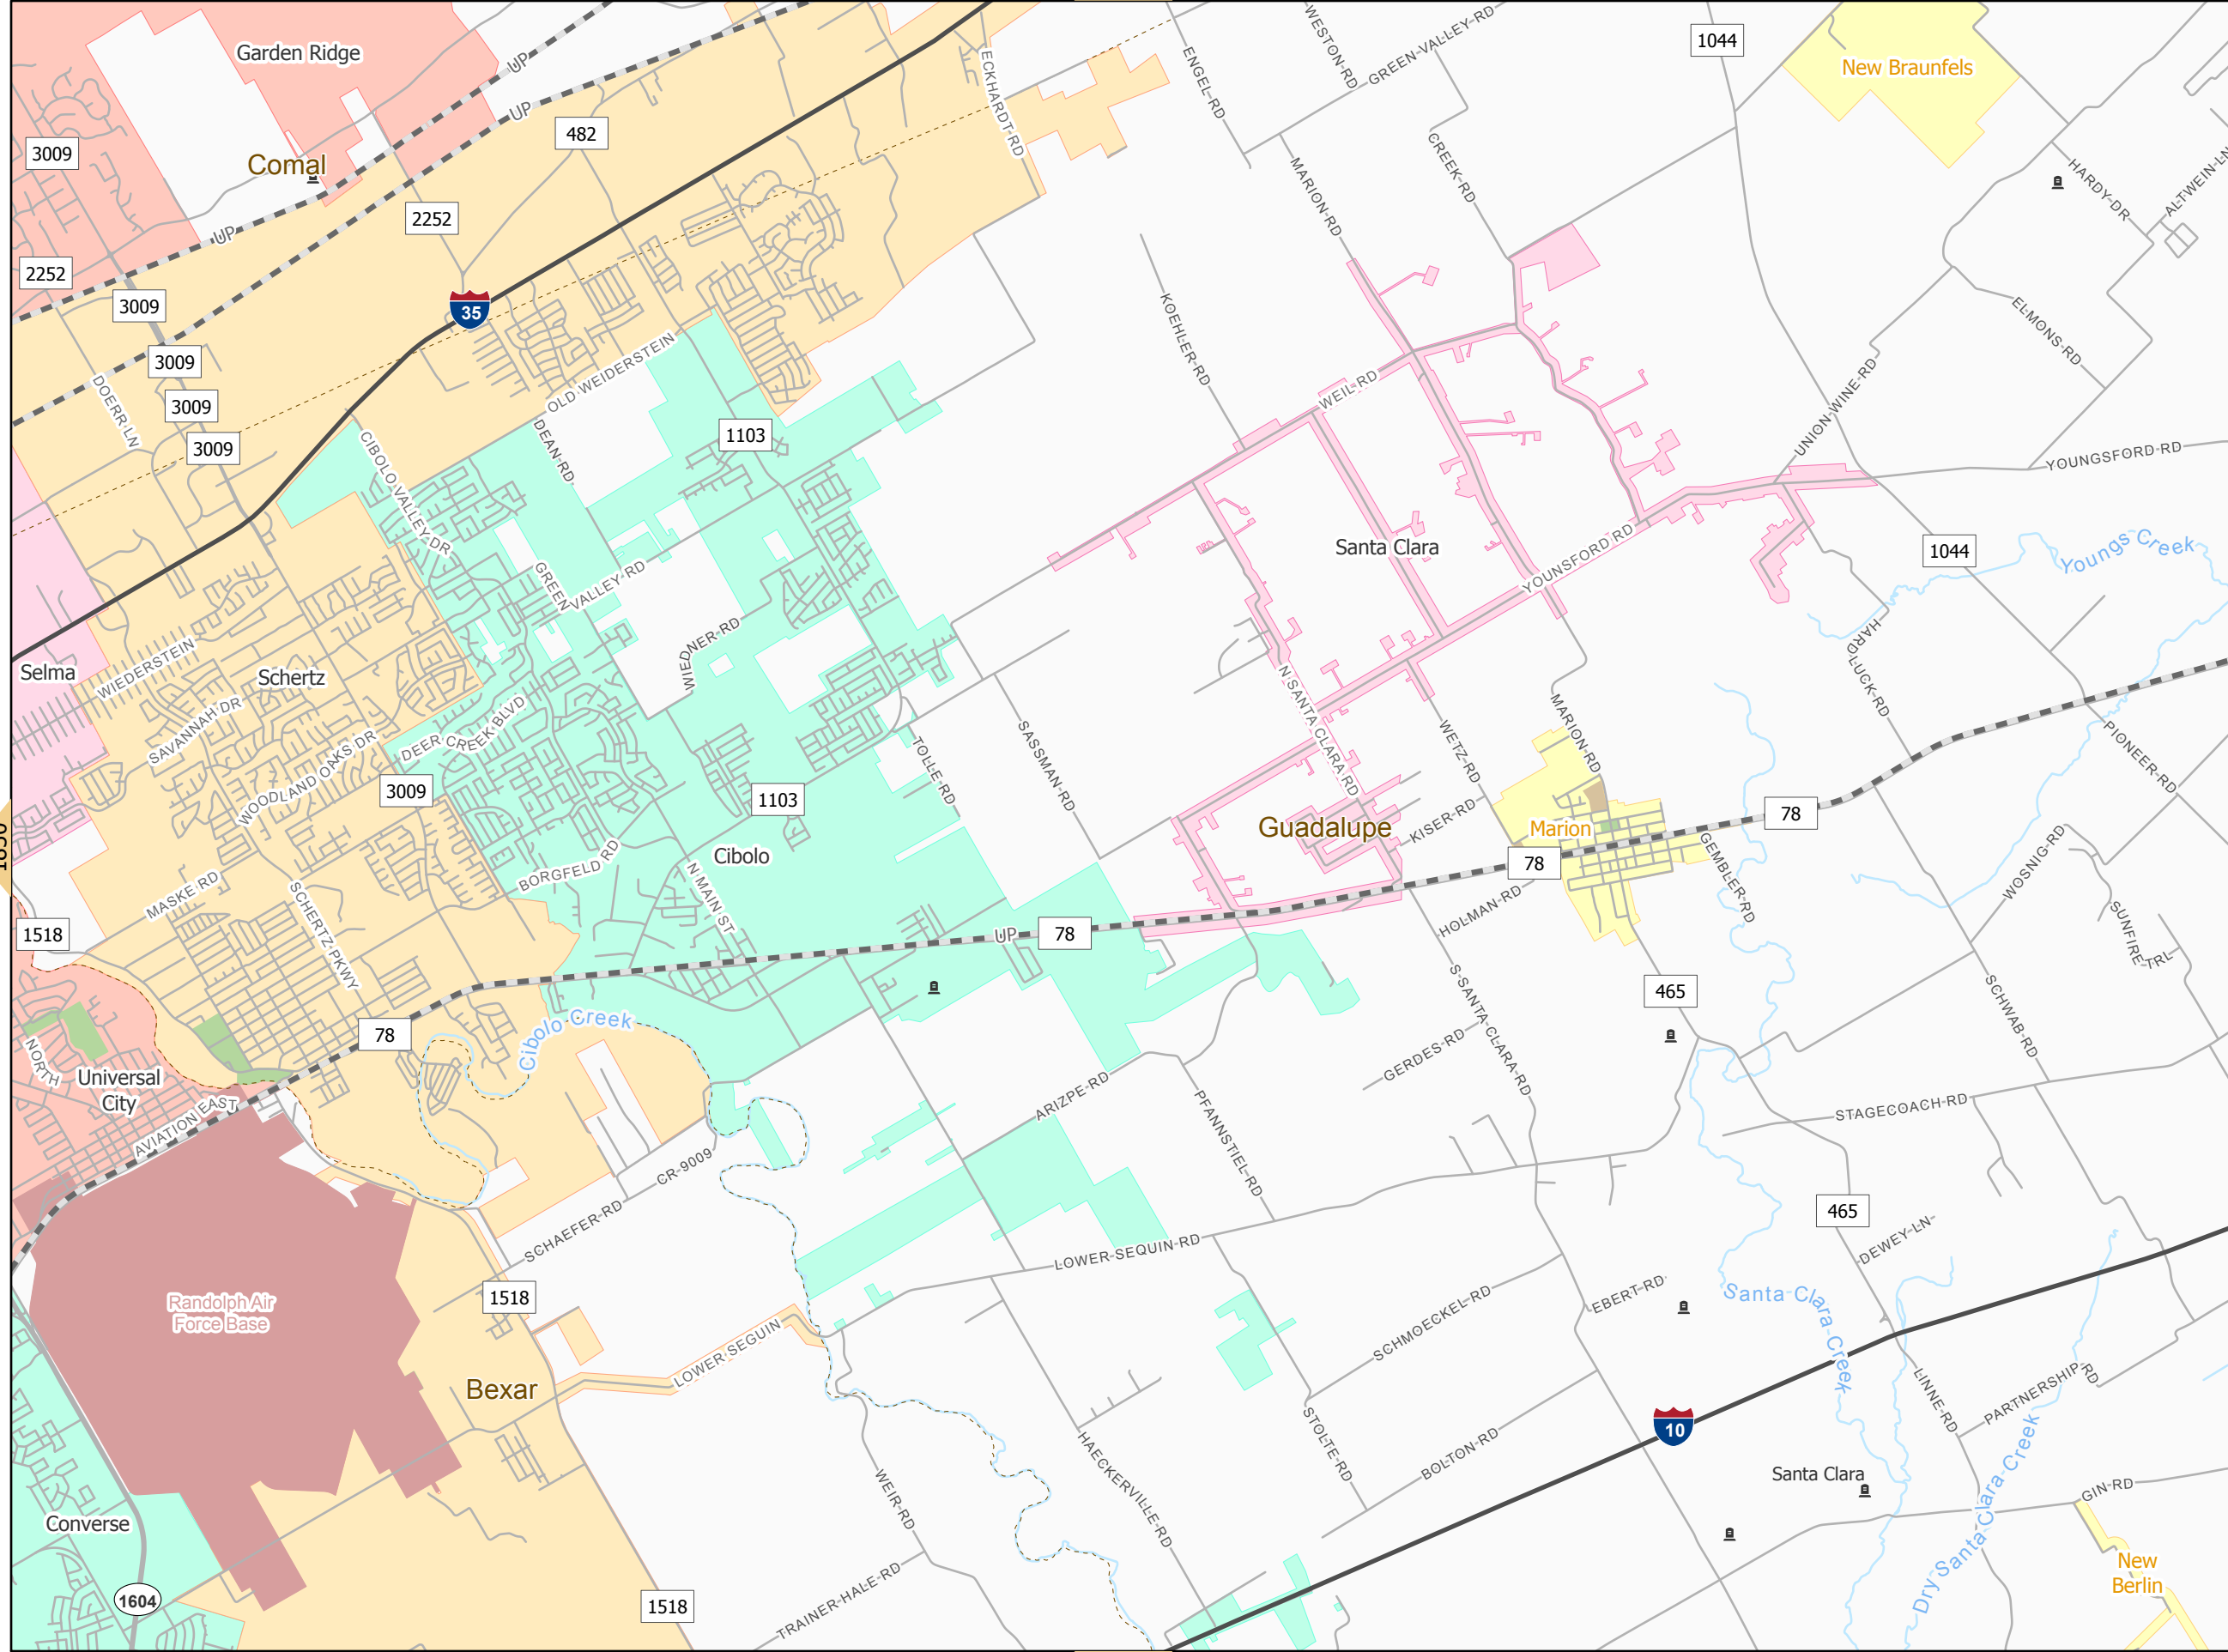 Garden Ridge
UP
ECKHARDT RD
ENGEL-RD
WESTON-RD
GREEN-VALLEY-RD
1044
New Braunfels
UP
482
3009
Comal
CREEK-RD
MARION-RD
HARDY-DR
ALTWEIN-LN
2252
UP
2252
3009
35
KOEHLER-RD
ELMONS-RD
3009
DOERR LN
3009
3009
OLD WEIDERSTEIN
WEIL RD
UNION-WINE-RD
1103
DEAN-RD
CIBOLO VALLEY DR
YOUNGSFORD RD
Santa Clara
1044
Youngs Creek
YOUNSFORD RD
GREEN VALLEY RD
HARD LUCK-RD
WIEDNER-RD
WIEDERSTEIN
Selma
Schertz
SAVANNAH DR
DEER CREEK BLVD
WOODLAND OAKS DR
N SANTA CLARA RD
MARION-RD
SASSMAN-RD
WETZ-RD
TOLLE-RD
PIONEER-RD
3009
1103
78
Guadalupe
KISER-RD
Marion
Cibolo
BORGFELD RD
78
GEMBLER-RD
WOSNIG-RD
MASKE RD
SCHERTZ-PKWY
N MAIN ST
HOLMAN-RD
SUNFIRE-TRL
1518
UP
78
S-SANTA-CLARA-RD
465
SCHWAB-RD
Cibolo Creek
78
NORTH
Universal
City
AVIATION EAST
GERDES-RD
ARIZPE-RD
PFANNSTIEL-RD
STAGECOACH-RD
CR-9009
SCHAEFER-RD
465
DEWEY-LN
LOWER-SEQUIN-RD
Randolph Air
Force Base
1518
EBERT-RD
Santa-Clara-Creek
SCHMOECKEL-RD
LOWER SEGUIN
Bexar
LINNE-RD
PARTNERSHIP RD
10
STOLTE-RD
BOLTON-RD
HAECKERVILLE-RD
WEIR-RD
Santa Clara
GIN-RD
Converse
Dry Santa-Clara-Creek
New
Berlin
1604
1518
TRAINER-HALE-RD